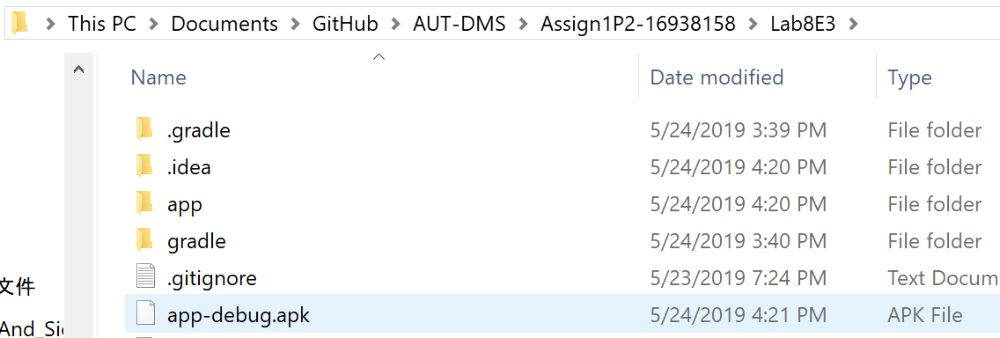 This PC > Documents > GitHub > AUT-DMS > Assign1P2-16938158 > Lab8E3 >
Name Date modified Type
.gradle 5/24/2019 3:39 PM File folder
.idea 5/24/2019 4:20 PM File folder
app 5/24/2019 4:20 PM File folder
gradle 5/24/2019 3:40 PM File folder
.gitignore 5/23/2019 7:24 PM Text Docum
文件
app-debug.apk 5/24/2019 4:21 PM APK File
And_Sig